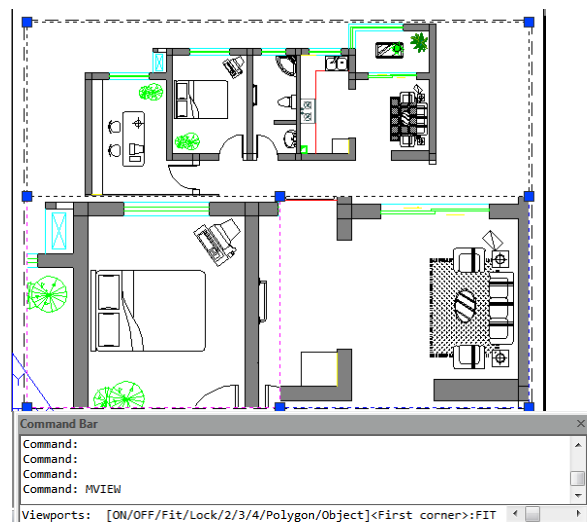 Command Bar
Command:
Command:
Command:
Command: MVIEW
Viewports: [ON/OFF/Fit/Lock/2/3/4/Polygon/Object]<First corner>:FIT